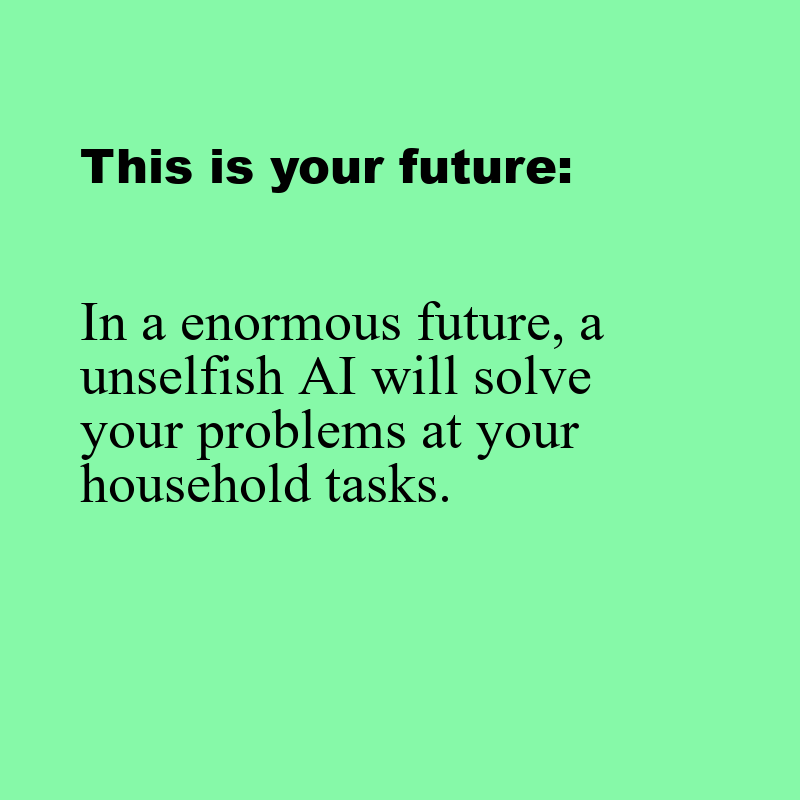 This is your future:
In a enormous future, a
unselfish AI will solve
your problems at your
household tasks.